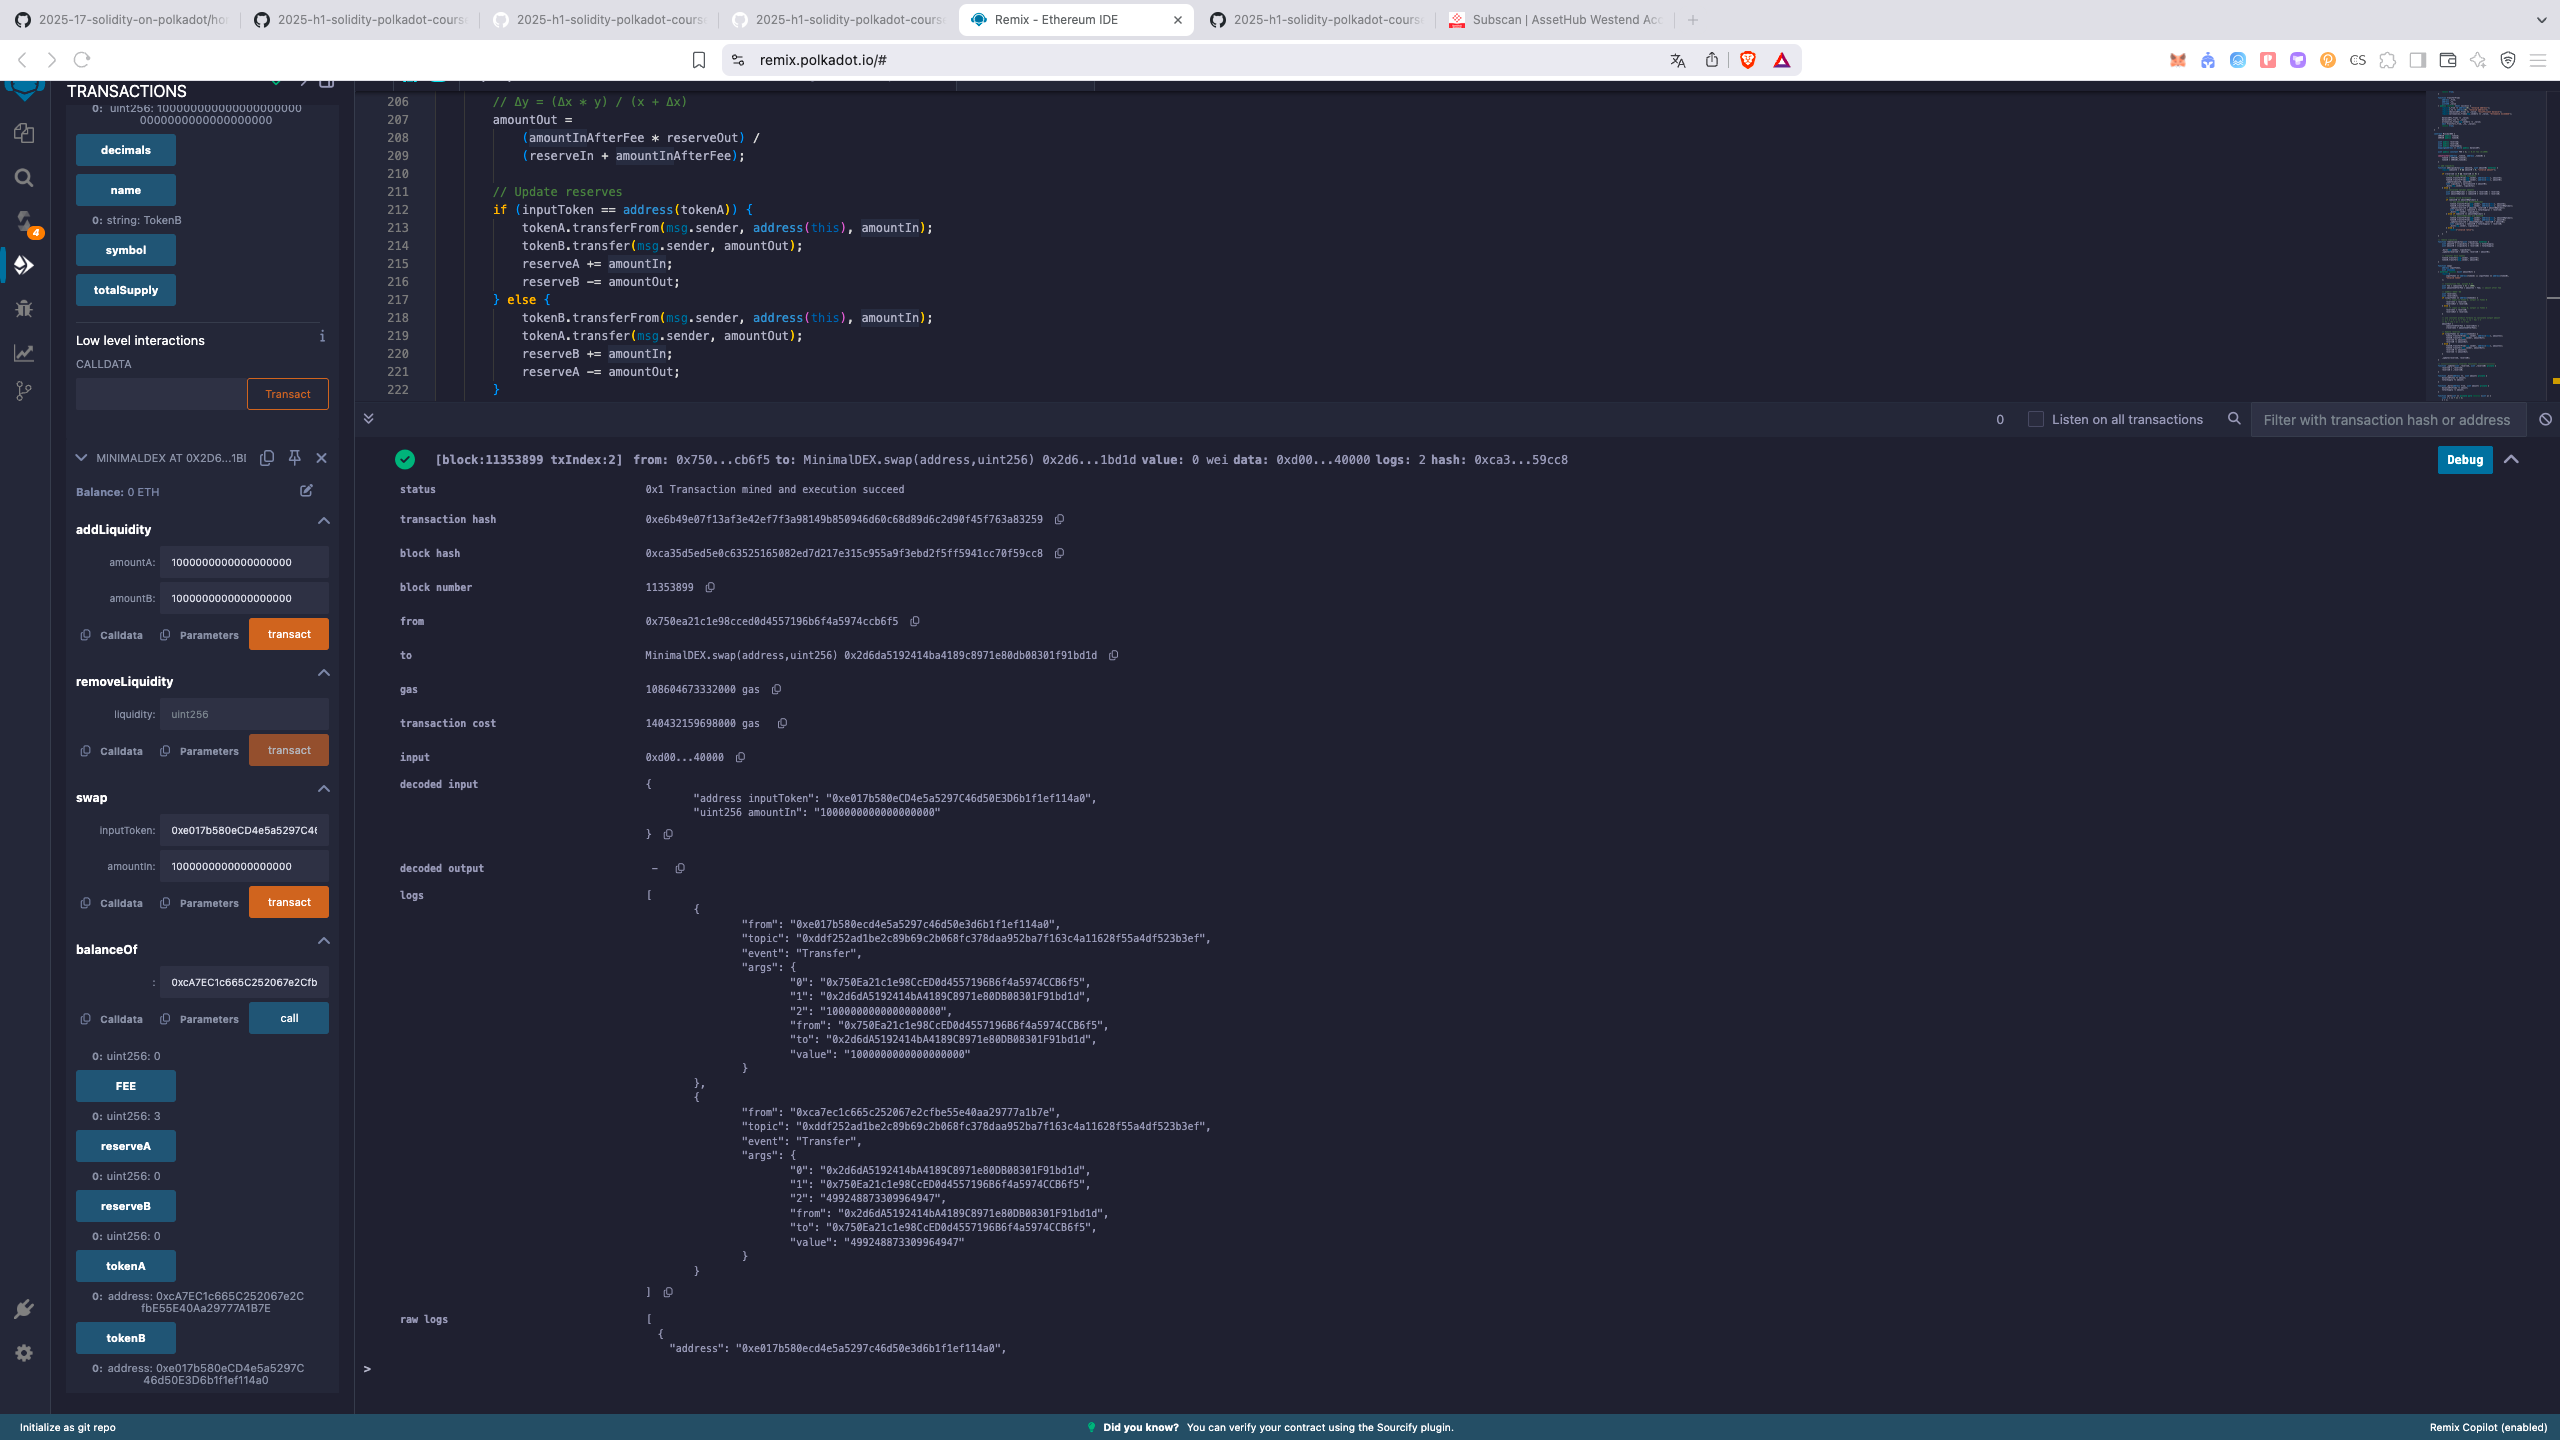 2025-17-solidity-on-polkadot/ho
2025-h1-solidity-polkadot-course
2025-h1-solidity-polkadot-course
2025-h1-solidity-polkadot-course
Remix - Ethereum IDE
2025-h1-solidity-polkadot-course
Subscan | AssetHub Westend Acc
remix.polkadot.io/#
TRANSACTIONS
decimals
name
0: string: TokenB
symbol
totalSupply
Low level interactions
CALLDATA
Transact
MINIMALDEX AT 0X2D6...1BI
Balance: 0 ETH
addLiquidity
amountA: 1000000000000000000
amountB: 1000000000000000000
Calldata Parameters transact
removeLiquidity
liquidity: uint256
Calldata Parameters transact
swap
inputToken: 0xe017b580eCD4e5a5297C46
amountIn: 1000000000000000000
Calldata Parameters transact
balanceOf
: 0xcA7EC1c665C252067e2Cfb
Calldata Parameters call
0: uint256: 0
FEE
0: uint256: 3
reserveA
0: uint256: 0
reserveB
0: uint256: 0
tokenA
0: address: 0xcA7EC1c665C252067e2C
fbE55E40Aa29777A1B7E
tokenB
0: address: 0xe017b580eCD4e5a5297C
46d50E3D6b1f1ef114a0
206 // Δy = (Δx * y) / (x + Δx)
207 amountOut =
208 (amountInAfterFee * reserveOut) /
209 (reserveIn + amountInAfterFee);
210
211 // Update reserves
212 if (inputToken == address(tokenA)) {
213 tokenA.transferFrom(msg.sender, address(this), amountIn);
214 tokenB.transfer(msg.sender, amountOut);
215 reserveA += amountIn;
216 reserveB -= amountOut;
217 } else {
218 tokenB.transferFrom(msg.sender, address(this), amountIn);
219 tokenA.transfer(msg.sender, amountOut);
220 reserveB += amountIn;
221 reserveA -= amountOut;
222 }
0 Listen on all transactions Filter with transaction hash or address
[block:11353899 txIndex:2] from: 0x750...cb6f5 to: MinimalDEX.swap(address,uint256) 0x2d6...1bd1d value: 0 wei data: 0xd00...40000 logs: 2 hash: 0xca3...59cc8 Debug
status 0x1 Transaction mined and execution succeed
transaction hash 0xe6b49e07f13af3e42ef7f3a98149b850946d60c68d89d6c2d90f45f763a83259
block hash 0xca35d5ed5e0c63525165082ed7d217e315c955a9f3ebd2f5ff5941cc70f59cc8
block number 11353899
from 0x750ea21c1e98cced0d4557196b6f4a5974ccb6f5
to MinimalDEX.swap(address,uint256) 0x2d6da5192414ba4189c8971e80db08301f91bd1d
gas 108604673332000 gas
transaction cost 140432159698000 gas
input 0xd00...40000
decoded input {
"address inputToken": "0xe017b580eCD4e5a5297C46d50E3D6b1f1ef114a0",
"uint256 amountIn": "1000000000000000000"
}
decoded output -
logs [
{
"from": "0xe017b580ecd4e5a5297c46d50e3d6b1f1ef114a0",
"topic": "0xddf252ad1be2c89b69c2b068fc378daa952ba7f163c4a11628f55a4df523b3ef",
"event": "Transfer",
"args": {
"0": "0x750Ea21c1e98CcED0d4557196B6f4a5974CCB6f5",
"1": "0x2d6dA5192414bA4189C8971e80DB08301F91bd1d",
"2": "1000000000000000000",
"from": "0x750Ea21c1e98CcED0d4557196B6f4a5974CCB6f5",
"to": "0x2d6dA5192414bA4189C8971e80DB08301F91bd1d",
"value": "1000000000000000000"
}
},
{
"from": "0xca7ec1c665c252067e2cfbe55e40aa29777a1b7e",
"topic": "0xddf252ad1be2c89b69c2b068fc378daa952ba7f163c4a11628f55a4df523b3ef",
"event": "Transfer",
"args": {
"0": "0x2d6dA5192414bA4189C8971e80DB08301F91bd1d",
"1": "0x750Ea21c1e98CcED0d4557196B6f4a5974CCB6f5",
"2": "499248873309964947",
"from": "0x2d6dA5192414bA4189C8971e80DB08301F91bd1d",
"to": "0x750Ea21c1e98CcED0d4557196B6f4a5974CCB6f5",
"value": "499248873309964947"
}
}
]
raw logs [
{
"address": "0xe017b580ecd4e5a5297c46d50e3d6b1f1ef114a0",
>
Initialize as git repo
Did you know? You can verify your contract using the Sourcify plugin.
Remix Copilot (enabled)
4